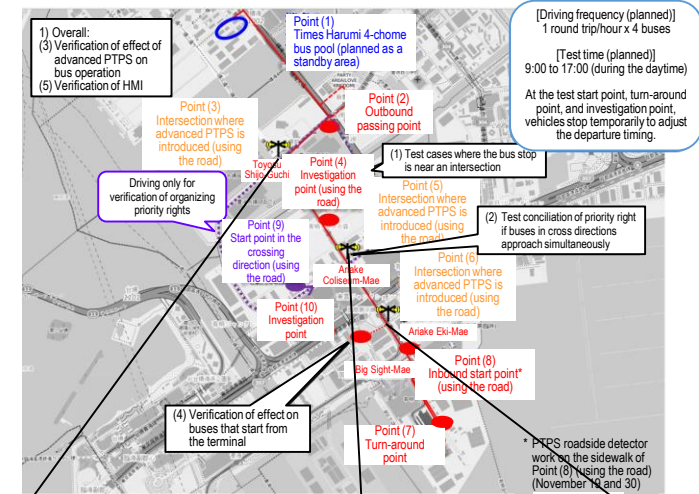 1) Overall:
(3) Verification of effect of
advanced PTPS on
bus operation
(5) Verification of HMI
Point (1)
Times Harumi 4-chome
bus pool (planned as a
standby area)
[Driving frequency (planned)]
1 round trip/hour x 4 buses
[Test time (planned)]
9:00 to 17:00 (during the daytime)
At the test start point, turn-around
point, and investigation point,
vehicles stop temporarily to adjust
the departure timing.
Point (2)
Outbound
passing point
Point (3)
Intersection where
advanced PTPS is
introduced (using
the road)
Toyosu
Shijo-Guchi
Point (4)
Investigation
point (using the
road)
(1) Test cases where the bus stop
is near an intersection
Driving only for
verification of organizing
priority rights
Point (5)
Intersection where
advanced PTPS is
introduced (using
the road)
(2) Test conciliation of priority right
if buses in cross directions
approach simultaneously
Point (9)
Start point in the
crossing
direction (using
the road)
Ariake
Coliseum-Mae
Point (6)
Intersection where
advanced PTPS is
introduced (using
the road)
Point (10)
Investigation
point
Ariake Eki-Mae
Big Sight-Mae
Point (8)
Inbound start point*
(using the road)
(4) Verification of effect on
buses that start from
the terminal
Point (7)
Turn-around
point
* PTPS roadside detector
work on the sidewalk of
Point (8) (using the road)
(November 19 and 30)